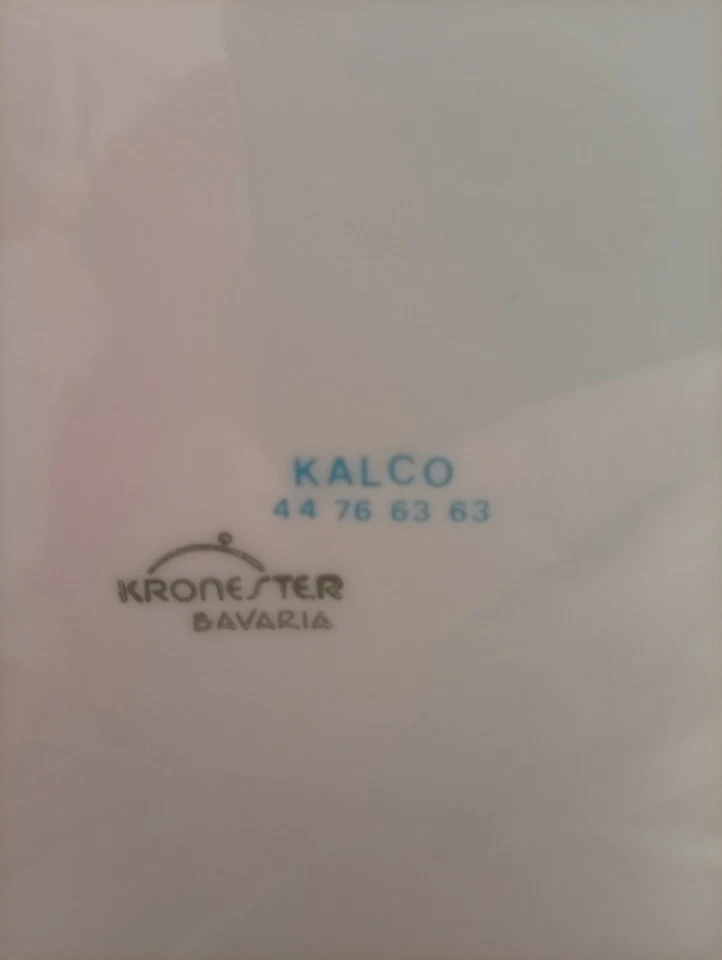 KALCO
44 76 63 63
KRONESTER
BAVARIA